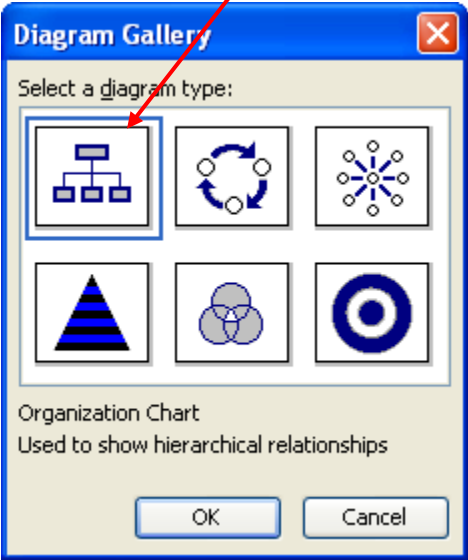 Diagram Gallery
Select a diagram type:
Organization Chart
Used to show hierarchical relationships
OK
Cancel